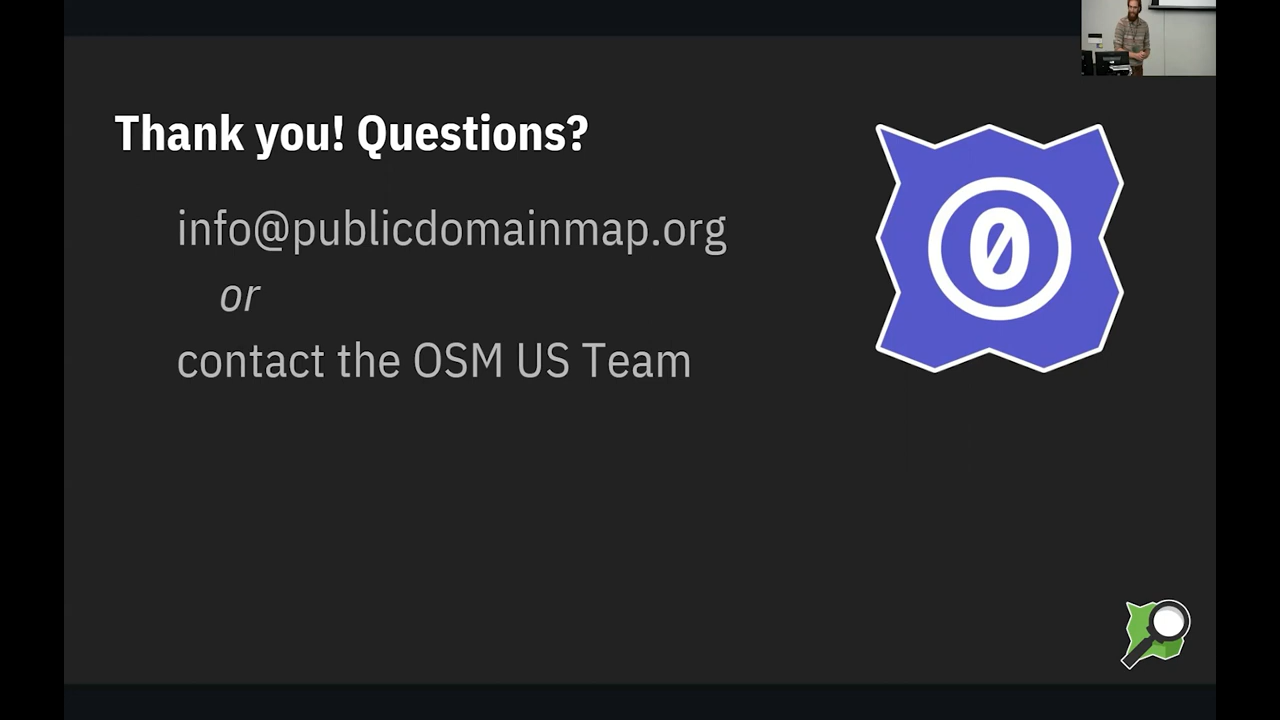 Thank you! Questions?
info@publicdomainmap.org
or
contact the OSM US Team
0